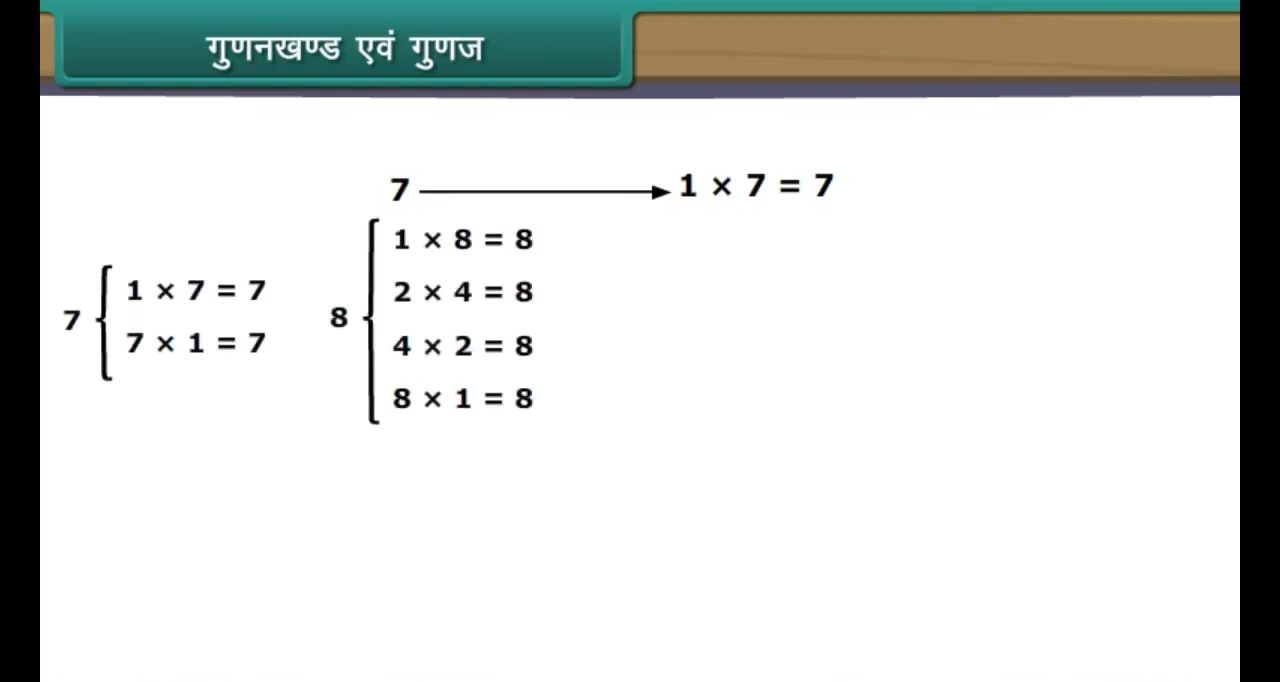 गुणनखण्ड एवं गुणज
7 → 1 × 7 = 7
7 { 1 × 7 = 7
7 × 1 = 7
8 { 1 × 8 = 8
2 × 4 = 8
4 × 2 = 8
8 × 1 = 8